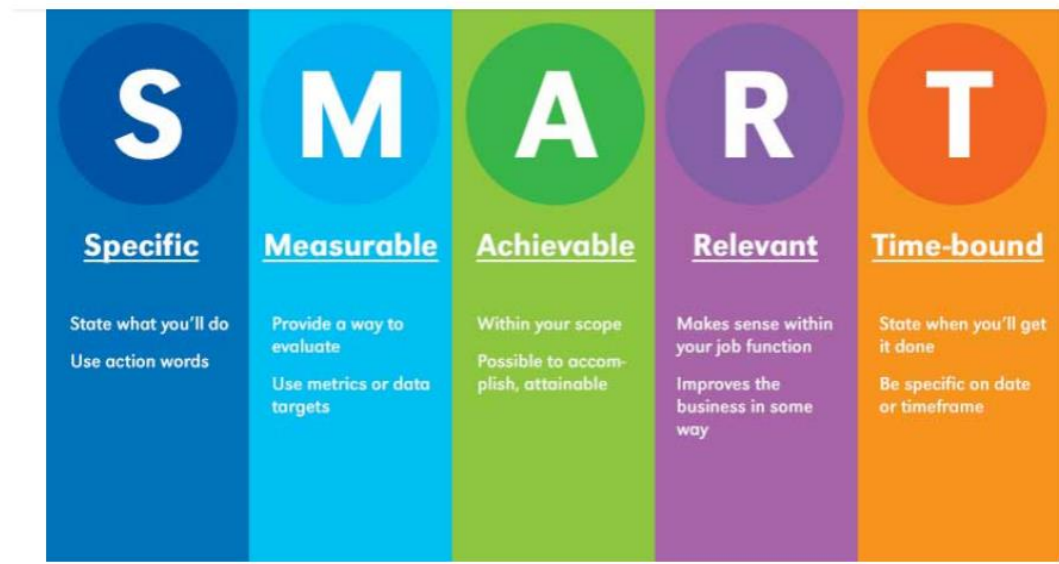 S
Specific
State what you'll do
Use action words
M
Measurable
Provide a way to
evaluate
Use metrics or data
targets
A
Achievable
Within your scope
Possible to accom-
plish, attainable
R
Relevant
Makes sense within
your job function
Improves the
business in some
way
T
Time-bound
State when you'll get
it done
Be specific on date
or timeframe